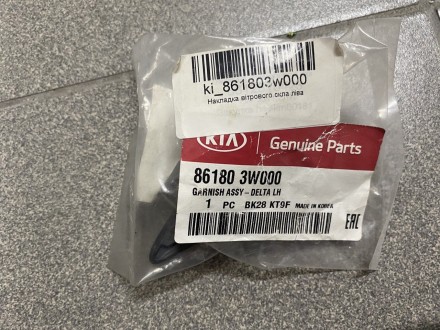 ki_861803w000
Накладка вітрового скла ліва
KIA Genuine Parts
86180 3W000
GARNISH ASSY-DELTA LH
1 PC BK28 KT9F MADE IN KOREA
EAC